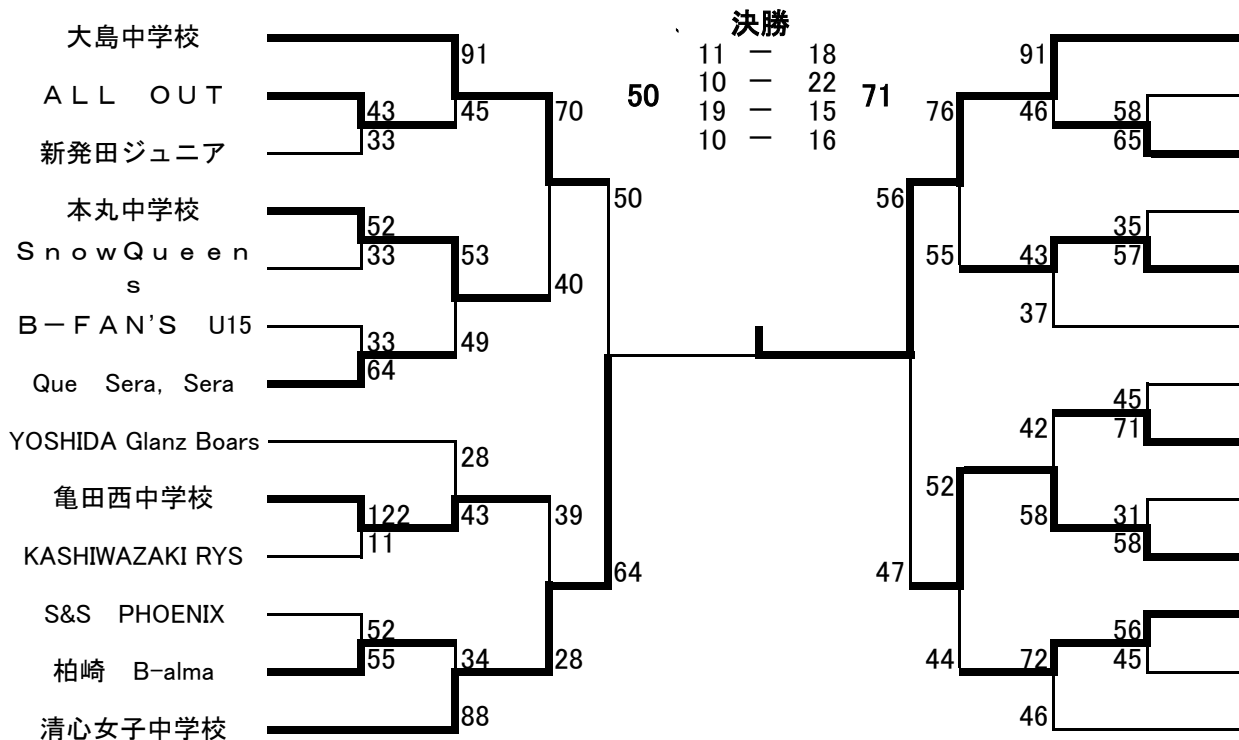 決勝
大島中学校
91
11 － 18
91
10 － 22
ＡＬＬ　ＯＵＴ
43
45
70
50
19 － 15
71
76
46
58
33
10 － 16
65
新発田ジュニア
本丸中学校
52
50
56
35
ＳｎｏｗＱｕｅｅｎ
ｓ
33
53
40
55
43
57
Ｂ－ＦＡＮ'Ｓ　U15
33
49
37
Que　Sera，Sera
64
45
YOSHIDA Glanz Boars
28
42
71
亀田西中学校
122
43
39
52
58
31
KASHIWAZAKI RYS
11
58
64
47
S&S　PHOENIX
52
56
柏崎　B-alma
55
34
28
44
72
45
清心女子中学校
88
46